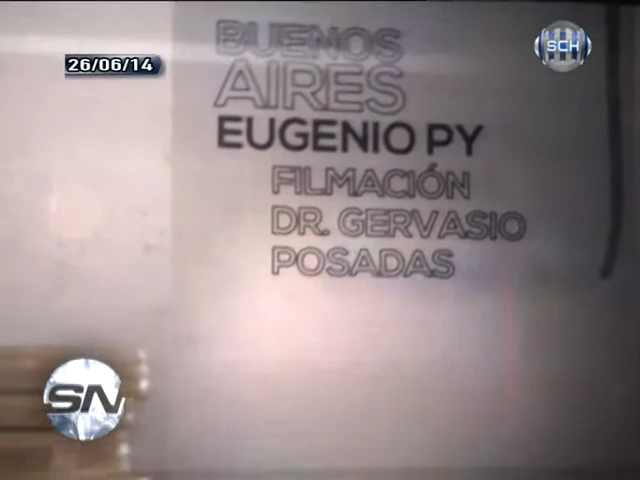 BUENOS
AIRES
EUGENIO PY
FILMACIÓN
DR. GERVASIO
POSADAS
26/06/14
SCH
SN